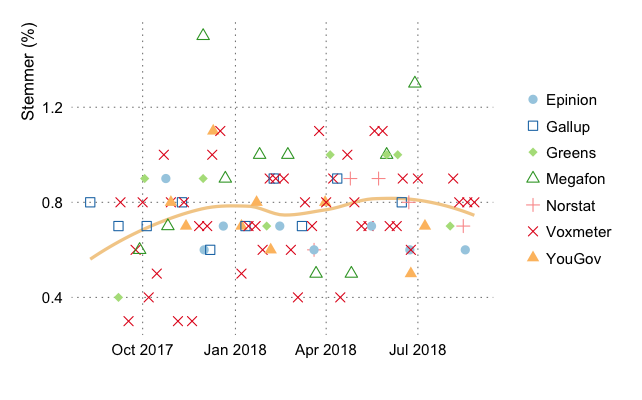 Stemmer (%)
1.2
0.8
0.4
Oct 2017
Jan 2018
Apr 2018
Jul 2018
Epinion
Gallup
Greens
Megafon
Norstat
Voxmeter
YouGov